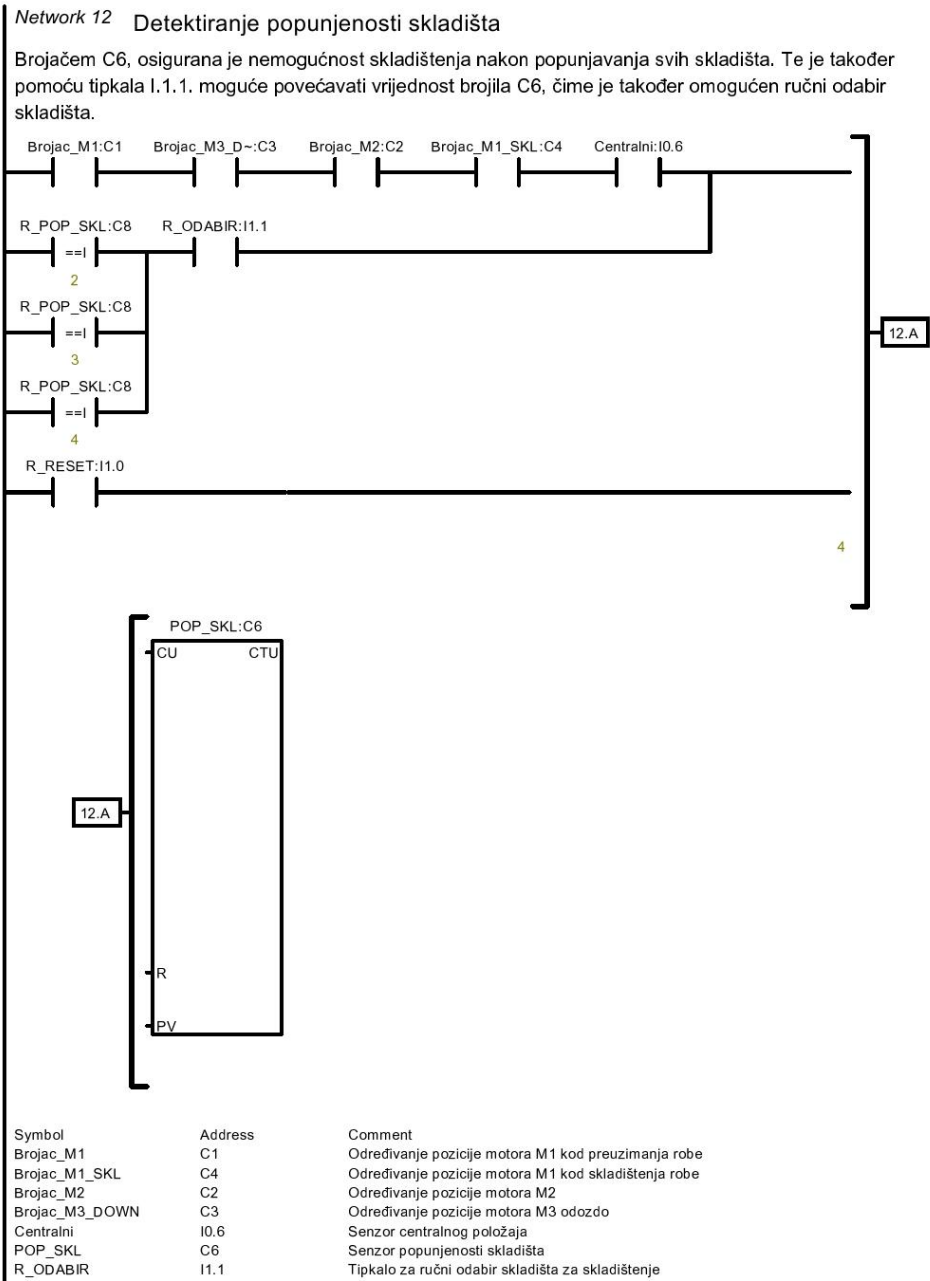 Network 12 Detektiranje popunjenosti skladišta
Brojačem C6, osigurana je nemogućnost skladištenja nakon popunjavanja svih skladišta. Te je također
pomoću tipkala I.1.1. moguće povećavati vrijednost brojila C6, čime je također omogućen ručni odabir
skladišta.
Brojac_M1:C1 Brojac_M3_D~:C3 Brojac_M2:C2 Brojac_M1_SKL:C4 Centralni:I0.6
R_POP_SKL:C8 R_ODABIR:I1.1
==I
2
R_POP_SKL:C8
==I
12.A
3
R_POP_SKL:C8
==I
4
R_RESET:I1.0
4
POP_SKL:C6
CU CTU
12.A
R
PV
Symbol Address Comment
Brojac_M1 C1 Određivanje pozicije motora M1 kod preuzimanja robe
Brojac_M1_SKL C4 Određivanje pozicije motora M1 kod skladištenja robe
Brojac_M2 C2 Određivanje pozicije motora M2
Brojac_M3_DOWN C3 Određivanje pozicije motora M3 odozdo
Centralni I0.6 Senzor centralnog položaja
POP_SKL C6 Senzor popunjenosti skladišta
R_ODABIR I1.1 Tipkalo za ručni odabir skladišta za skladištenje